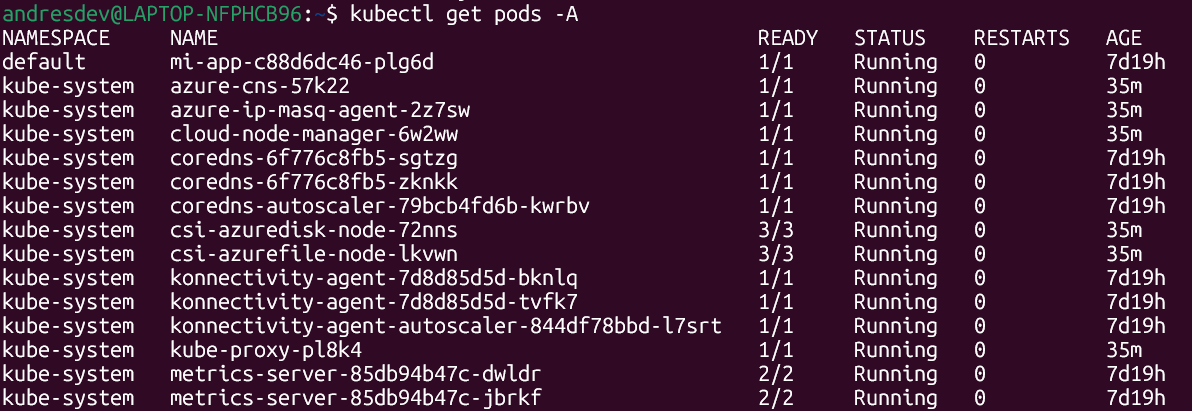 andresdev@LAPTOP-NFPHCB96:~$ kubectl get pods -A
NAMESPACE     NAME                                             READY   STATUS    RESTARTS   AGE
default       mi-app-c88d6dc46-plg6d                           1/1     Running   0          7d19h
kube-system   azure-cns-57k22                                  1/1     Running   0          35m
kube-system   azure-ip-masq-agent-2z7sw                        1/1     Running   0          35m
kube-system   cloud-node-manager-6w2ww                         1/1     Running   0          35m
kube-system   coredns-6f776c8fb5-sgtzg                         1/1     Running   0          7d19h
kube-system   coredns-6f776c8fb5-zknkk                         1/1     Running   0          7d19h
kube-system   coredns-autoscaler-79bcb4fd6b-kwrbv              1/1     Running   0          7d19h
kube-system   csi-azuredisk-node-72nns                         3/3     Running   0          35m
kube-system   csi-azurefile-node-lkvwn                         3/3     Running   0          35m
kube-system   konnectivity-agent-7d8d85d5d-bknlq               1/1     Running   0          7d19h
kube-system   konnectivity-agent-7d8d85d5d-tvfk7               1/1     Running   0          7d19h
kube-system   konnectivity-agent-autoscaler-844df78bbd-l7srt   1/1     Running   0          7d19h
kube-system   kube-proxy-pl8k4                                 1/1     Running   0          35m
kube-system   metrics-server-85db94b47c-dwldr                  2/2     Running   0          7d19h
kube-system   metrics-server-85db94b47c-jbrkf                  2/2     Running   0          7d19h